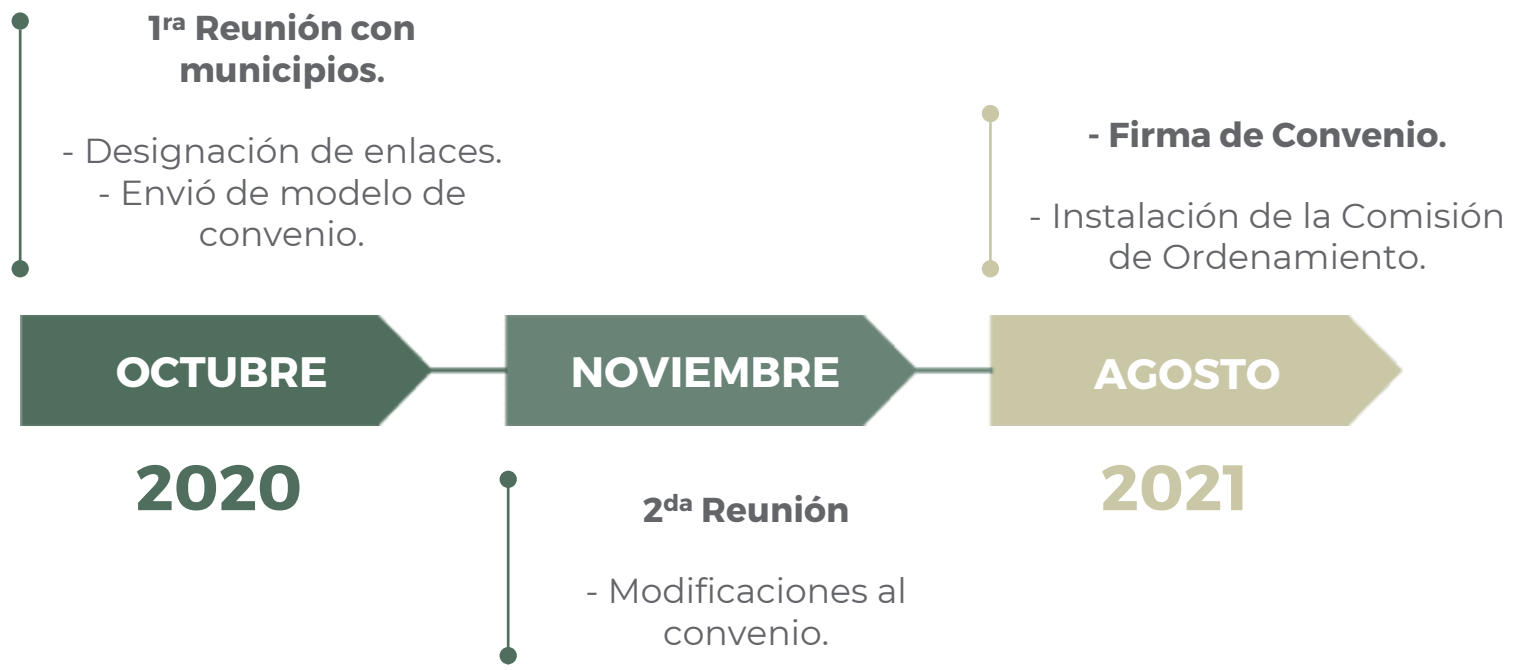 1ra Reunión con
municipios.
- Designación de enlaces.
- Envió de modelo de
convenio.
- Firma de Convenio.
- Instalación de la Comisión
de Ordenamiento.
OCTUBRE
NOVIEMBRE
AGOSTO
2020
2021
2da Reunión
- Modificaciones al
convenio.